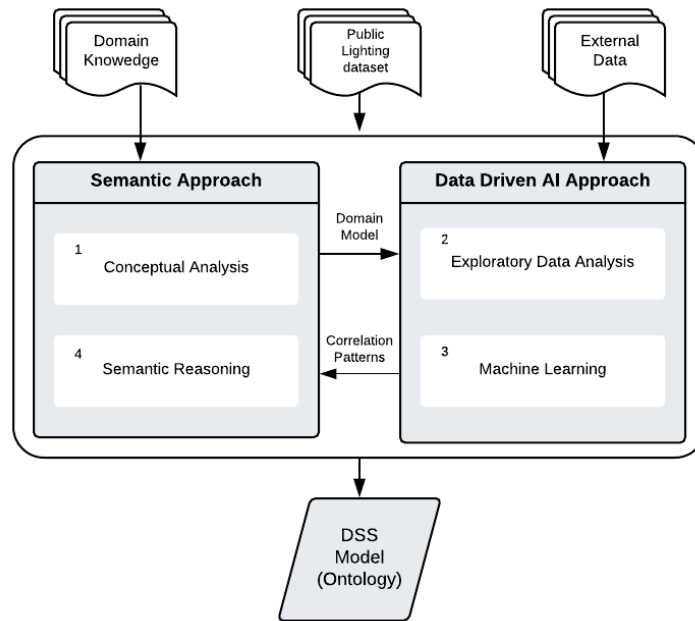 Domain
Knowedge
Public
Lighting
dataset
External
Data
Semantic Approach
Data Driven AI Approach
1
Conceptual Analysis
Domain
Model
2
Exploratory Data Analysis
4
Semantic Reasoning
Correlation
Patterns
3
Machine Learning
DSS
Model
(Ontology)